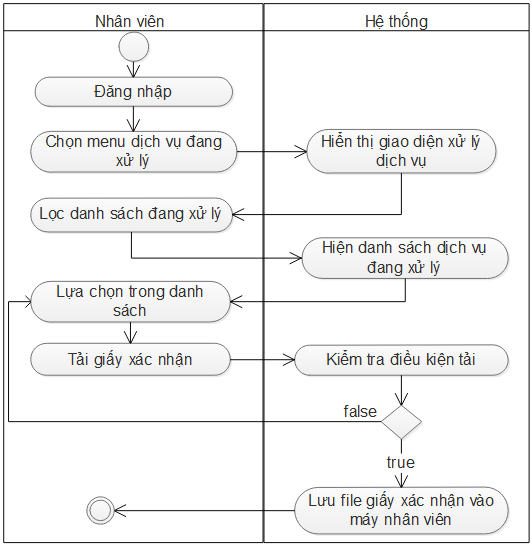 Nhân viên
Hệ thống
Đăng nhập
Chọn menu dịch vụ đang
xử lý
Hiển thị giao diện xử lý
dịch vụ
Lọc danh sách đang xử lý
Hiện danh sách dịch vụ
đang xử lý
Lựa chọn trong danh
sách
Tải giấy xác nhận
Kiểm tra điều kiện tải
false
true
Lưu file giấy xác nhận vào
máy nhân viên